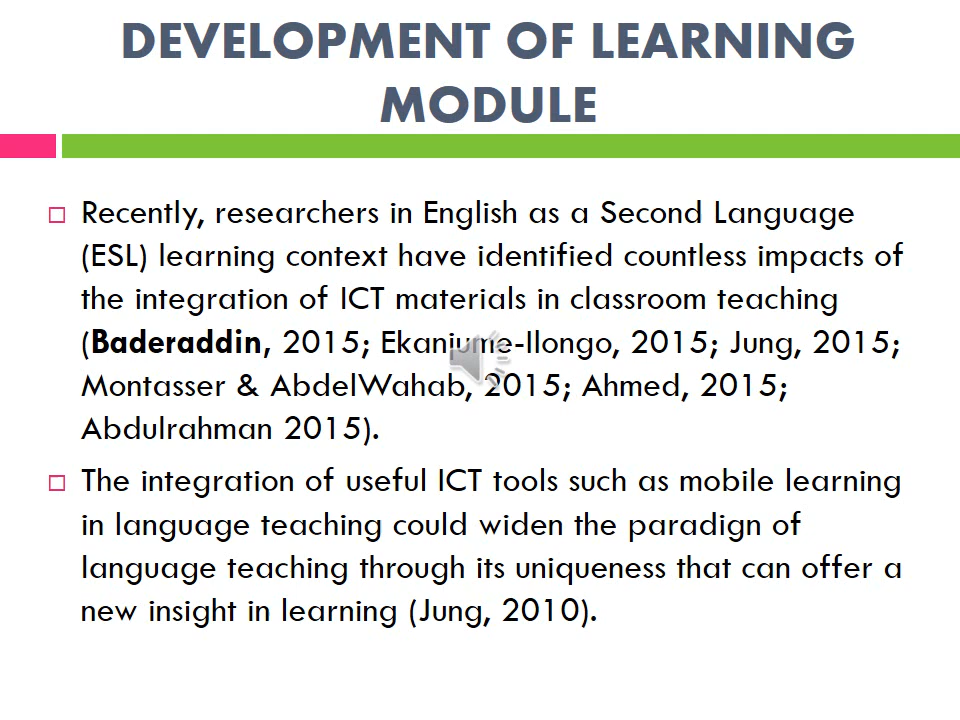 DEVELOPMENT OF LEARNING
MODULE
Recently, researchers in English as a Second Language
(ESL) learning context have identified countless impacts of
the integration of ICT materials in classroom teaching
(Baderaddin, 2015; Ekanjume-Ilongo, 2015; Jung, 2015;
Montasser & AbdelWahab, 2015; Ahmed, 2015;
Abdulrahman 2015).
The integration of useful ICT tools such as mobile learning
in language teaching could widen the paradign of
language teaching through its uniqueness that can offer a
new insight in learning (Jung, 2010).